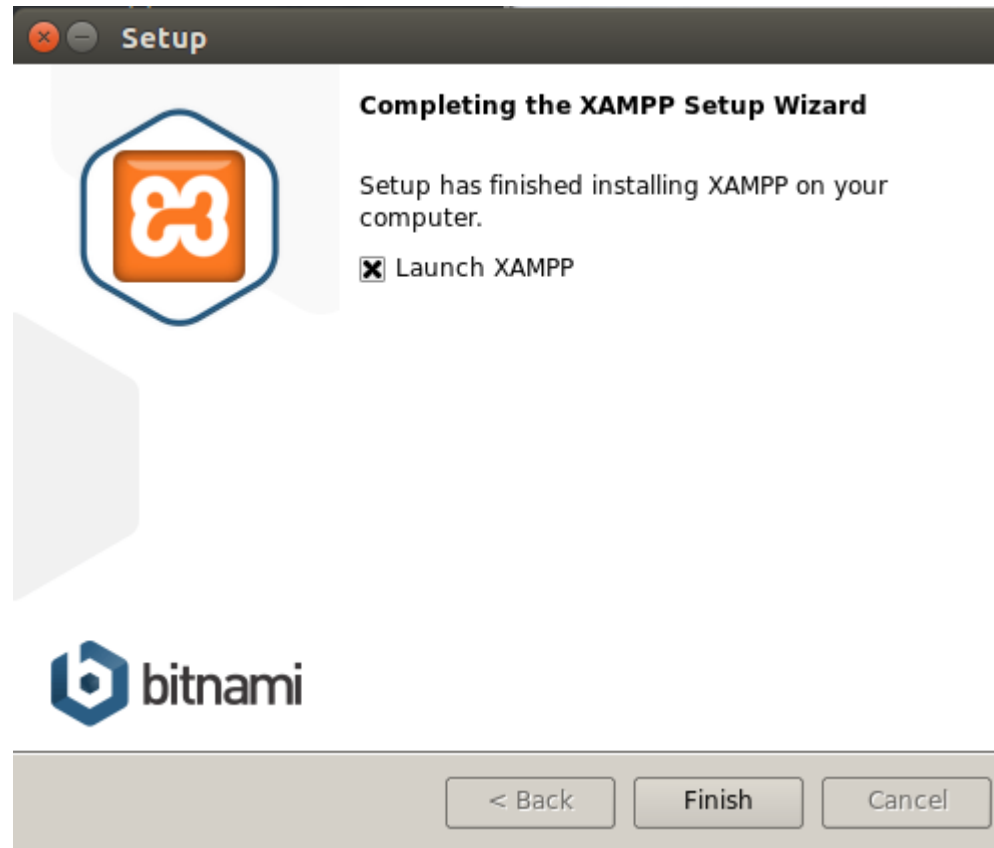 Setup
Completing the XAMPP Setup Wizard
Setup has finished installing XAMPP on your
computer.
Launch XAMPP
bitnami
< Back
Finish
Cancel